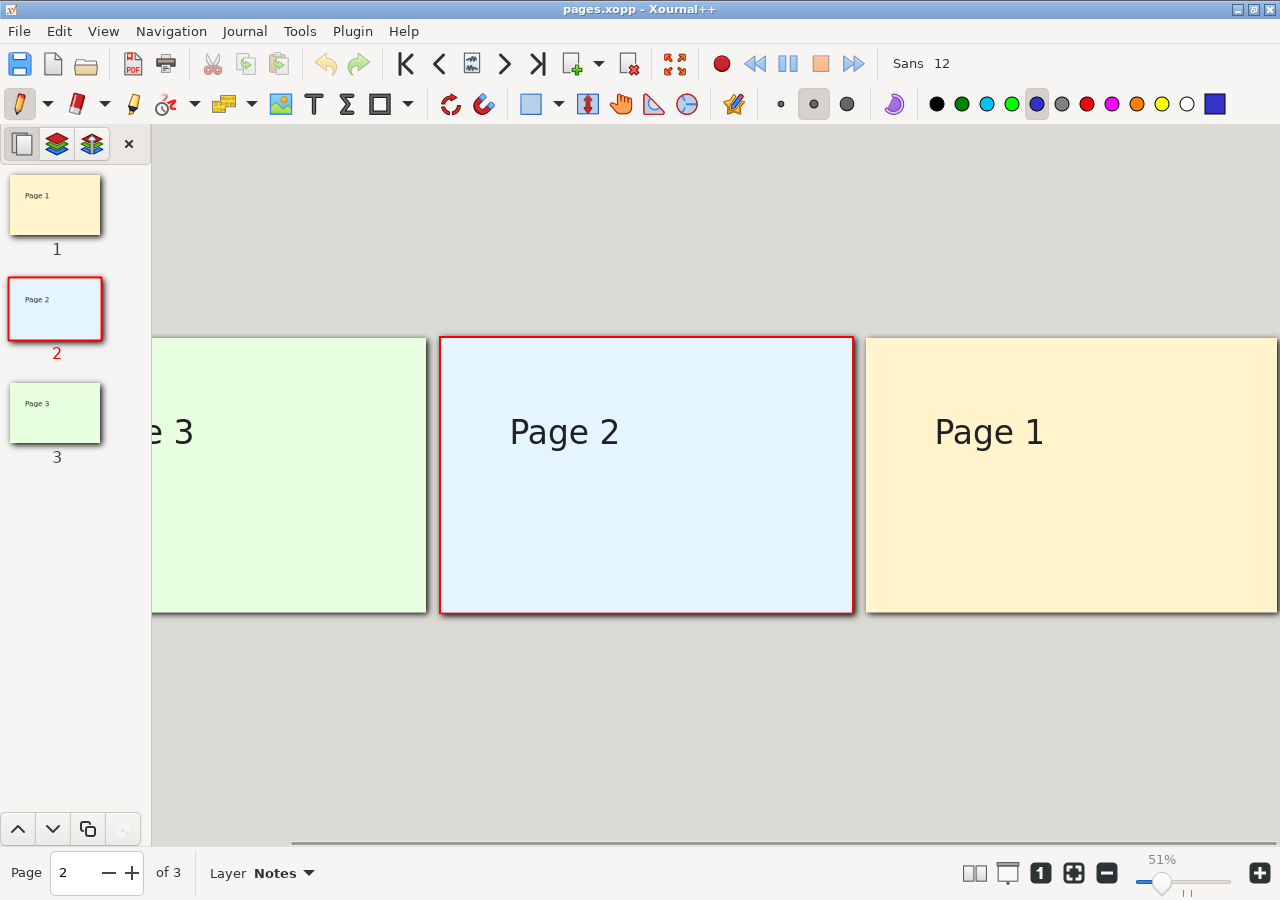 pages.xopp - Xournal++
File Edit View Navigation Journal Tools Plugin Help
Sans 12
Page 1
1
Page 2
2
Page 3
3
e 3
Page 2
Page 1
Page 2 of 3 Layer Notes
51%